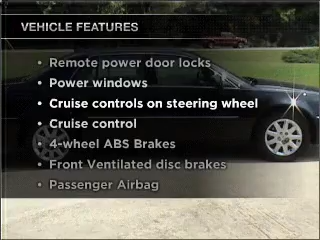 VEHICLE FEATURES
• Remote power door locks
• Power windows
• Cruise controls on steering wheel
• Cruise control
• 4-wheel ABS Brakes
• Front Ventilated disc brakes
• Passenger Airbag